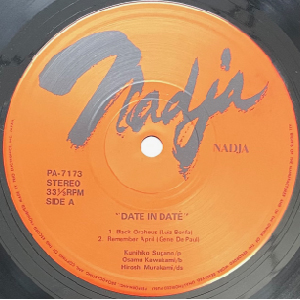 Nadja
NADJA
PA-7173
STEREO
33⅓RPM
SIDE A
"DATE IN DATE"
1. Black Orpheus (Luiz Bonfa)
2. Remember April (Gene De Paul)
Kunihiko Sugano/p
Osamu Kawakami/b
Hiroshi Murakami/ds